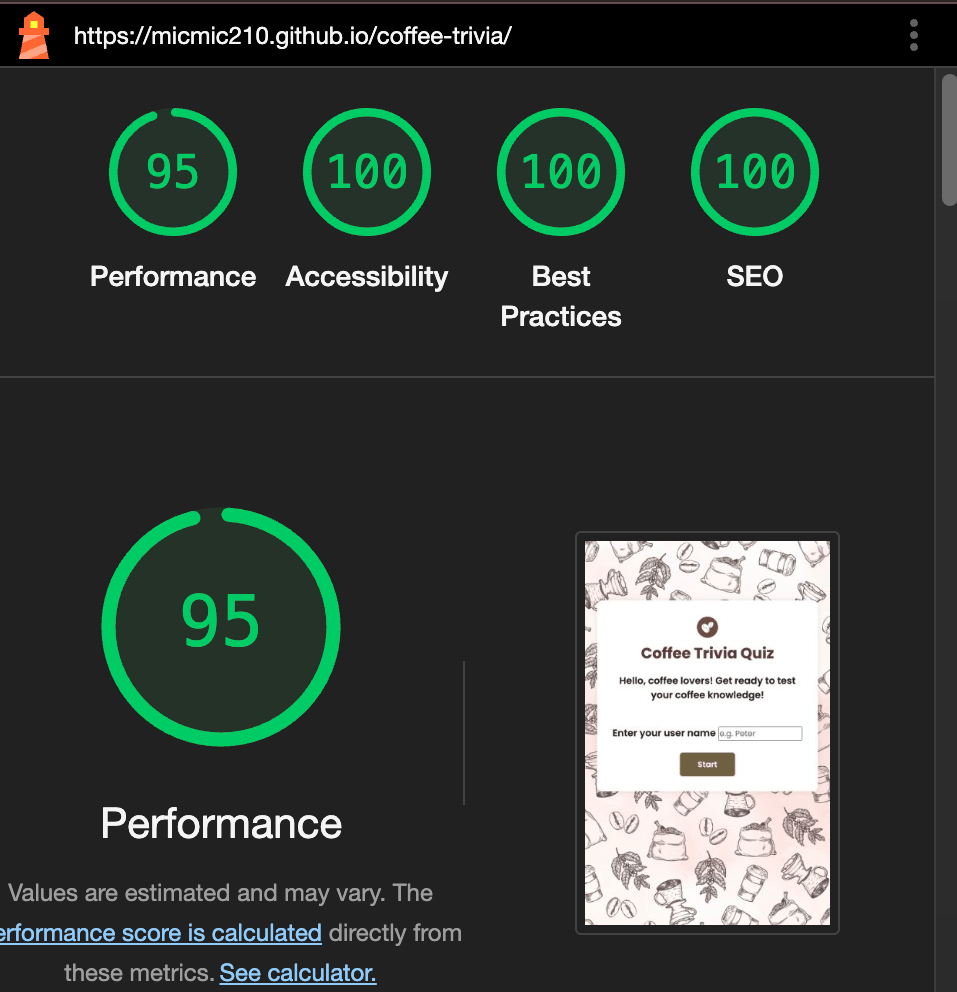 https://micmic210.github.io/coffee-trivia/
95
100
100
100
Performance
Accessibility
Best
Practices
SEO
95
Performance
Values are estimated and may vary. The
erformance score is calculated directly from
these metrics. See calculator.
Coffee Trivia Quiz
Hello, coffee lovers! Get ready to test
your coffee knowledge!
Enter your user name e.g. Peter
Start